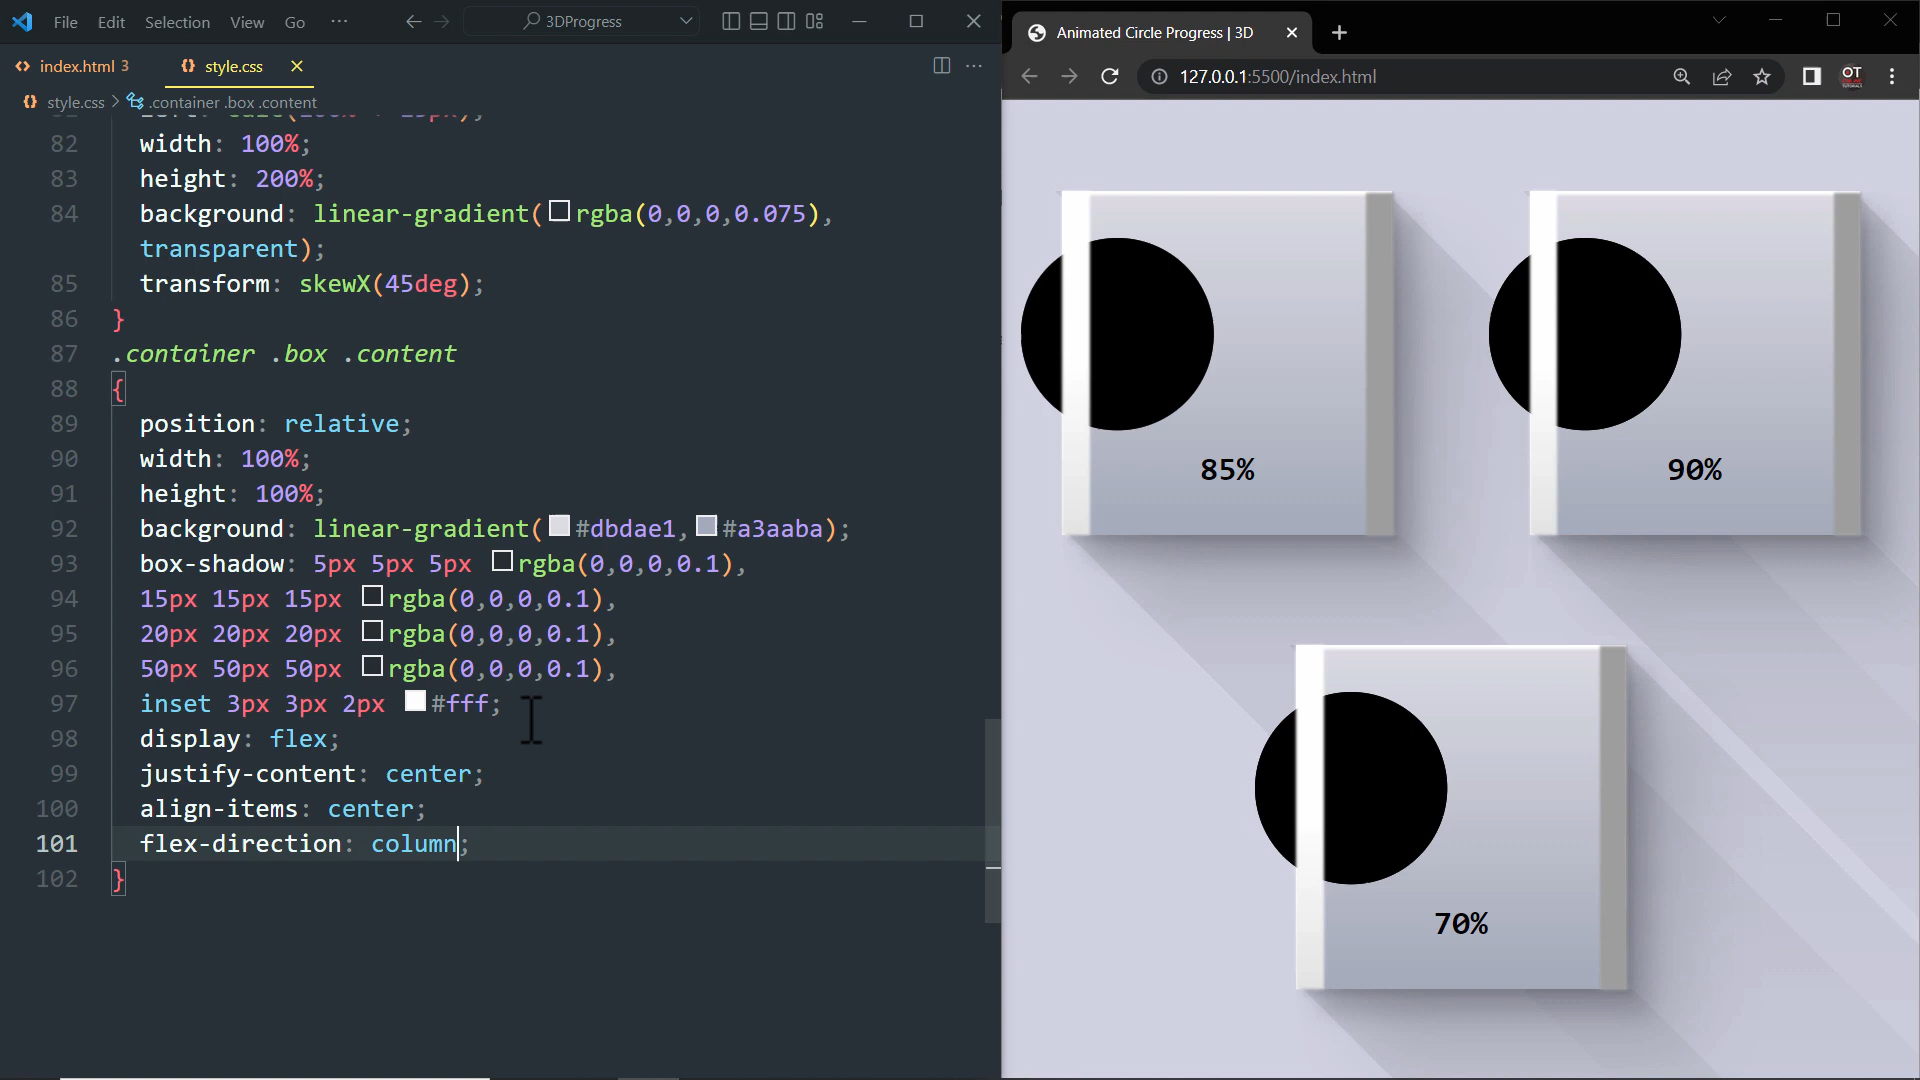 File Edit Selection View Go ··· 3DProgress
index.html 3 style.css
style.css > .container .box .content
82 width: 100%;
83 height: 200%;
84 background: linear-gradient(rgba(0,0,0,0.075),
transparent);
85 transform: skewX(45deg);
86 }
87 .container .box .content
88 {
89 position: relative;
90 width: 100%;
91 height: 100%;
92 background: linear-gradient(#dbdae1,#a3aaba);
93 box-shadow: 5px 5px 5px rgba(0,0,0,0.1),
94 15px 15px 15px rgba(0,0,0,0.1),
95 20px 20px 20px rgba(0,0,0,0.1),
96 50px 50px 50px rgba(0,0,0,0.1),
97 inset 3px 3px 2px #fff;
98 display: flex;
99 justify-content: center;
100 align-items: center;
101 flex-direction: column;
102 }
Animated Circle Progress | 3D
127.0.0.1:5500/index.html
OT
85%
90%
70%